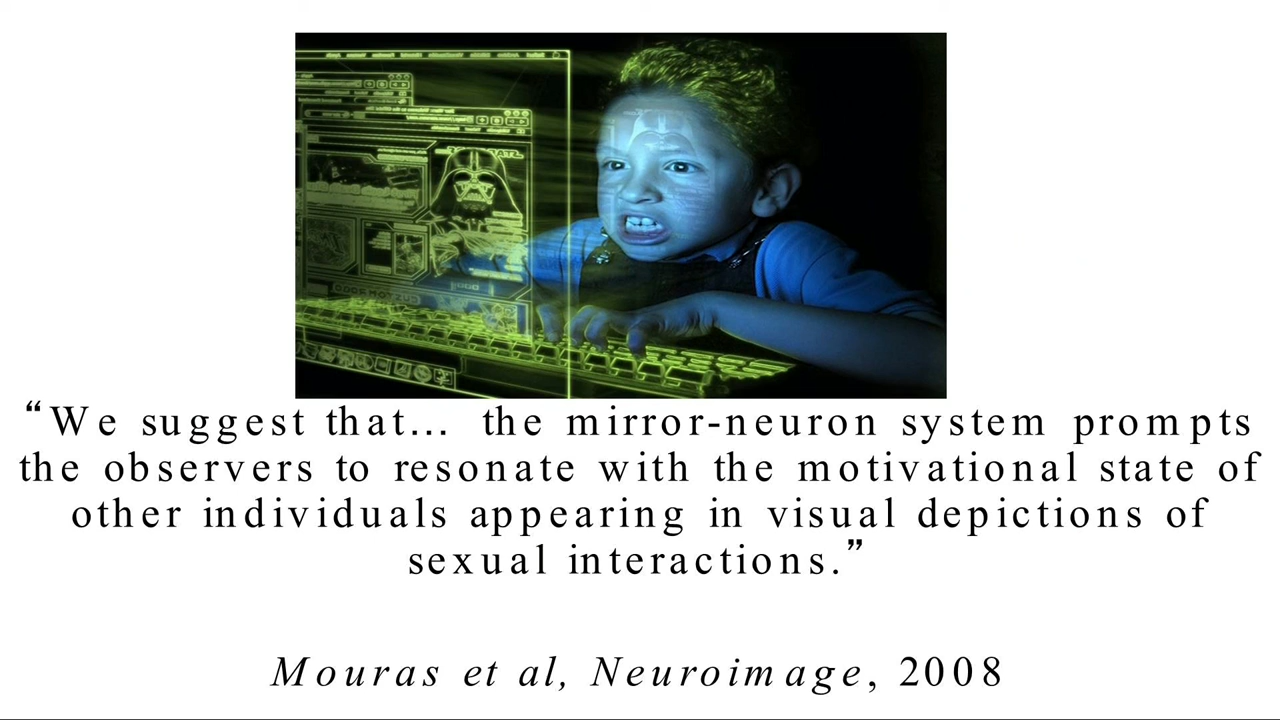 “We suggest that... the mirror-neuron system prompts
the observers to resonate with the motivational state of
other individuals appearing in visual depictions of
sexual interactions.”
Mouras et al, Neuroimage, 2008